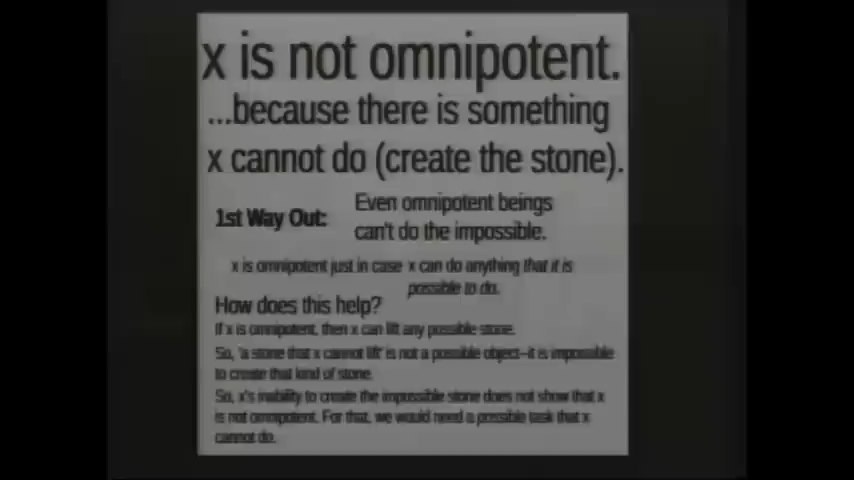 x is not omnipotent.
...because there is something
x cannot do (create the stone).
1st Way Out:
Even omnipotent beings
can't do the impossible.
x is omnipotent just in case x can do anything that it is
possible to do.
How does this help?
If x is omnipotent, then x can lift any possible stone.
So, 'a stone that x cannot lift' is not a possible object--it is impossible
to create that kind of stone.
So, x's inability to create the impossible stone does not show that x
is not omnipotent. For that, we would need a possible task that x
cannot do.